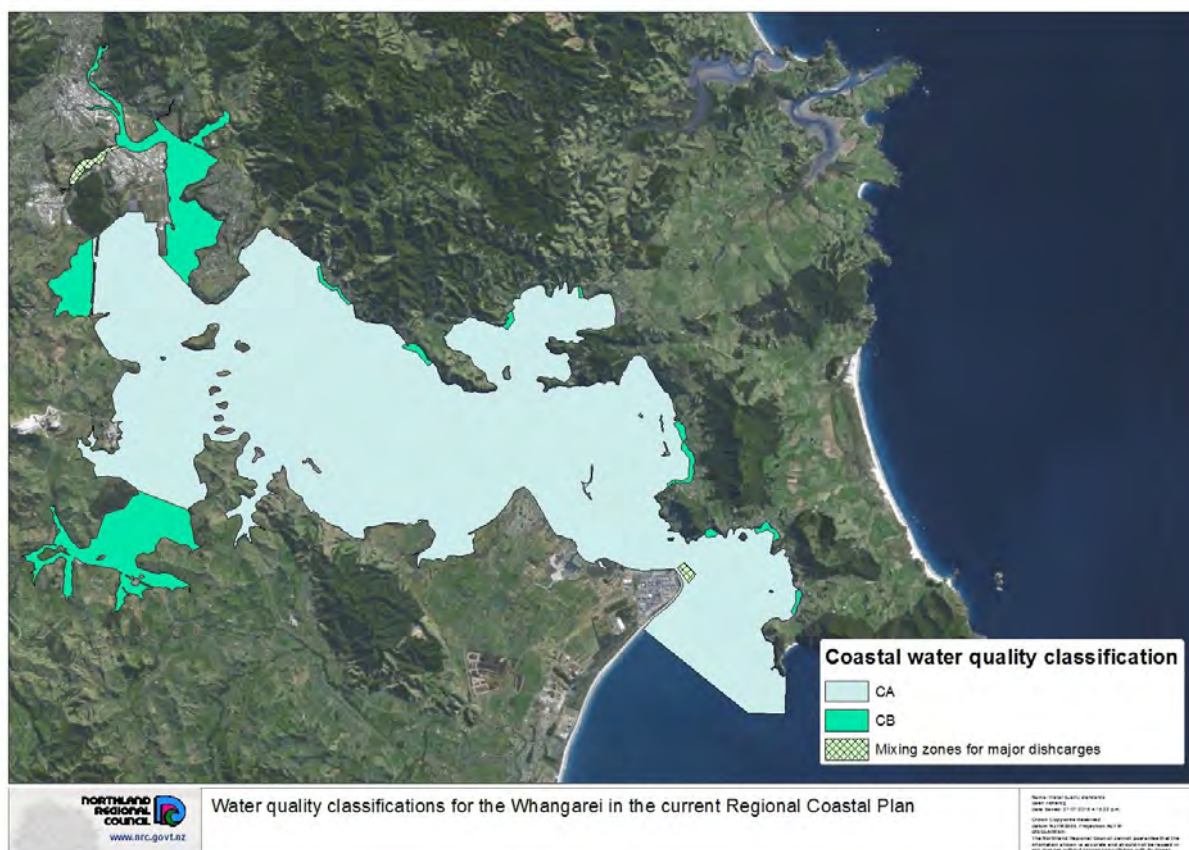 Coastal water quality classification
CA
CB
Mixing zones for major dishcarges
NORTHLAND
REGIONAL
COUNCIL
www.nrc.govt.nz
Water quality classifications for the Whangarei in the current Regional Coastal Plan